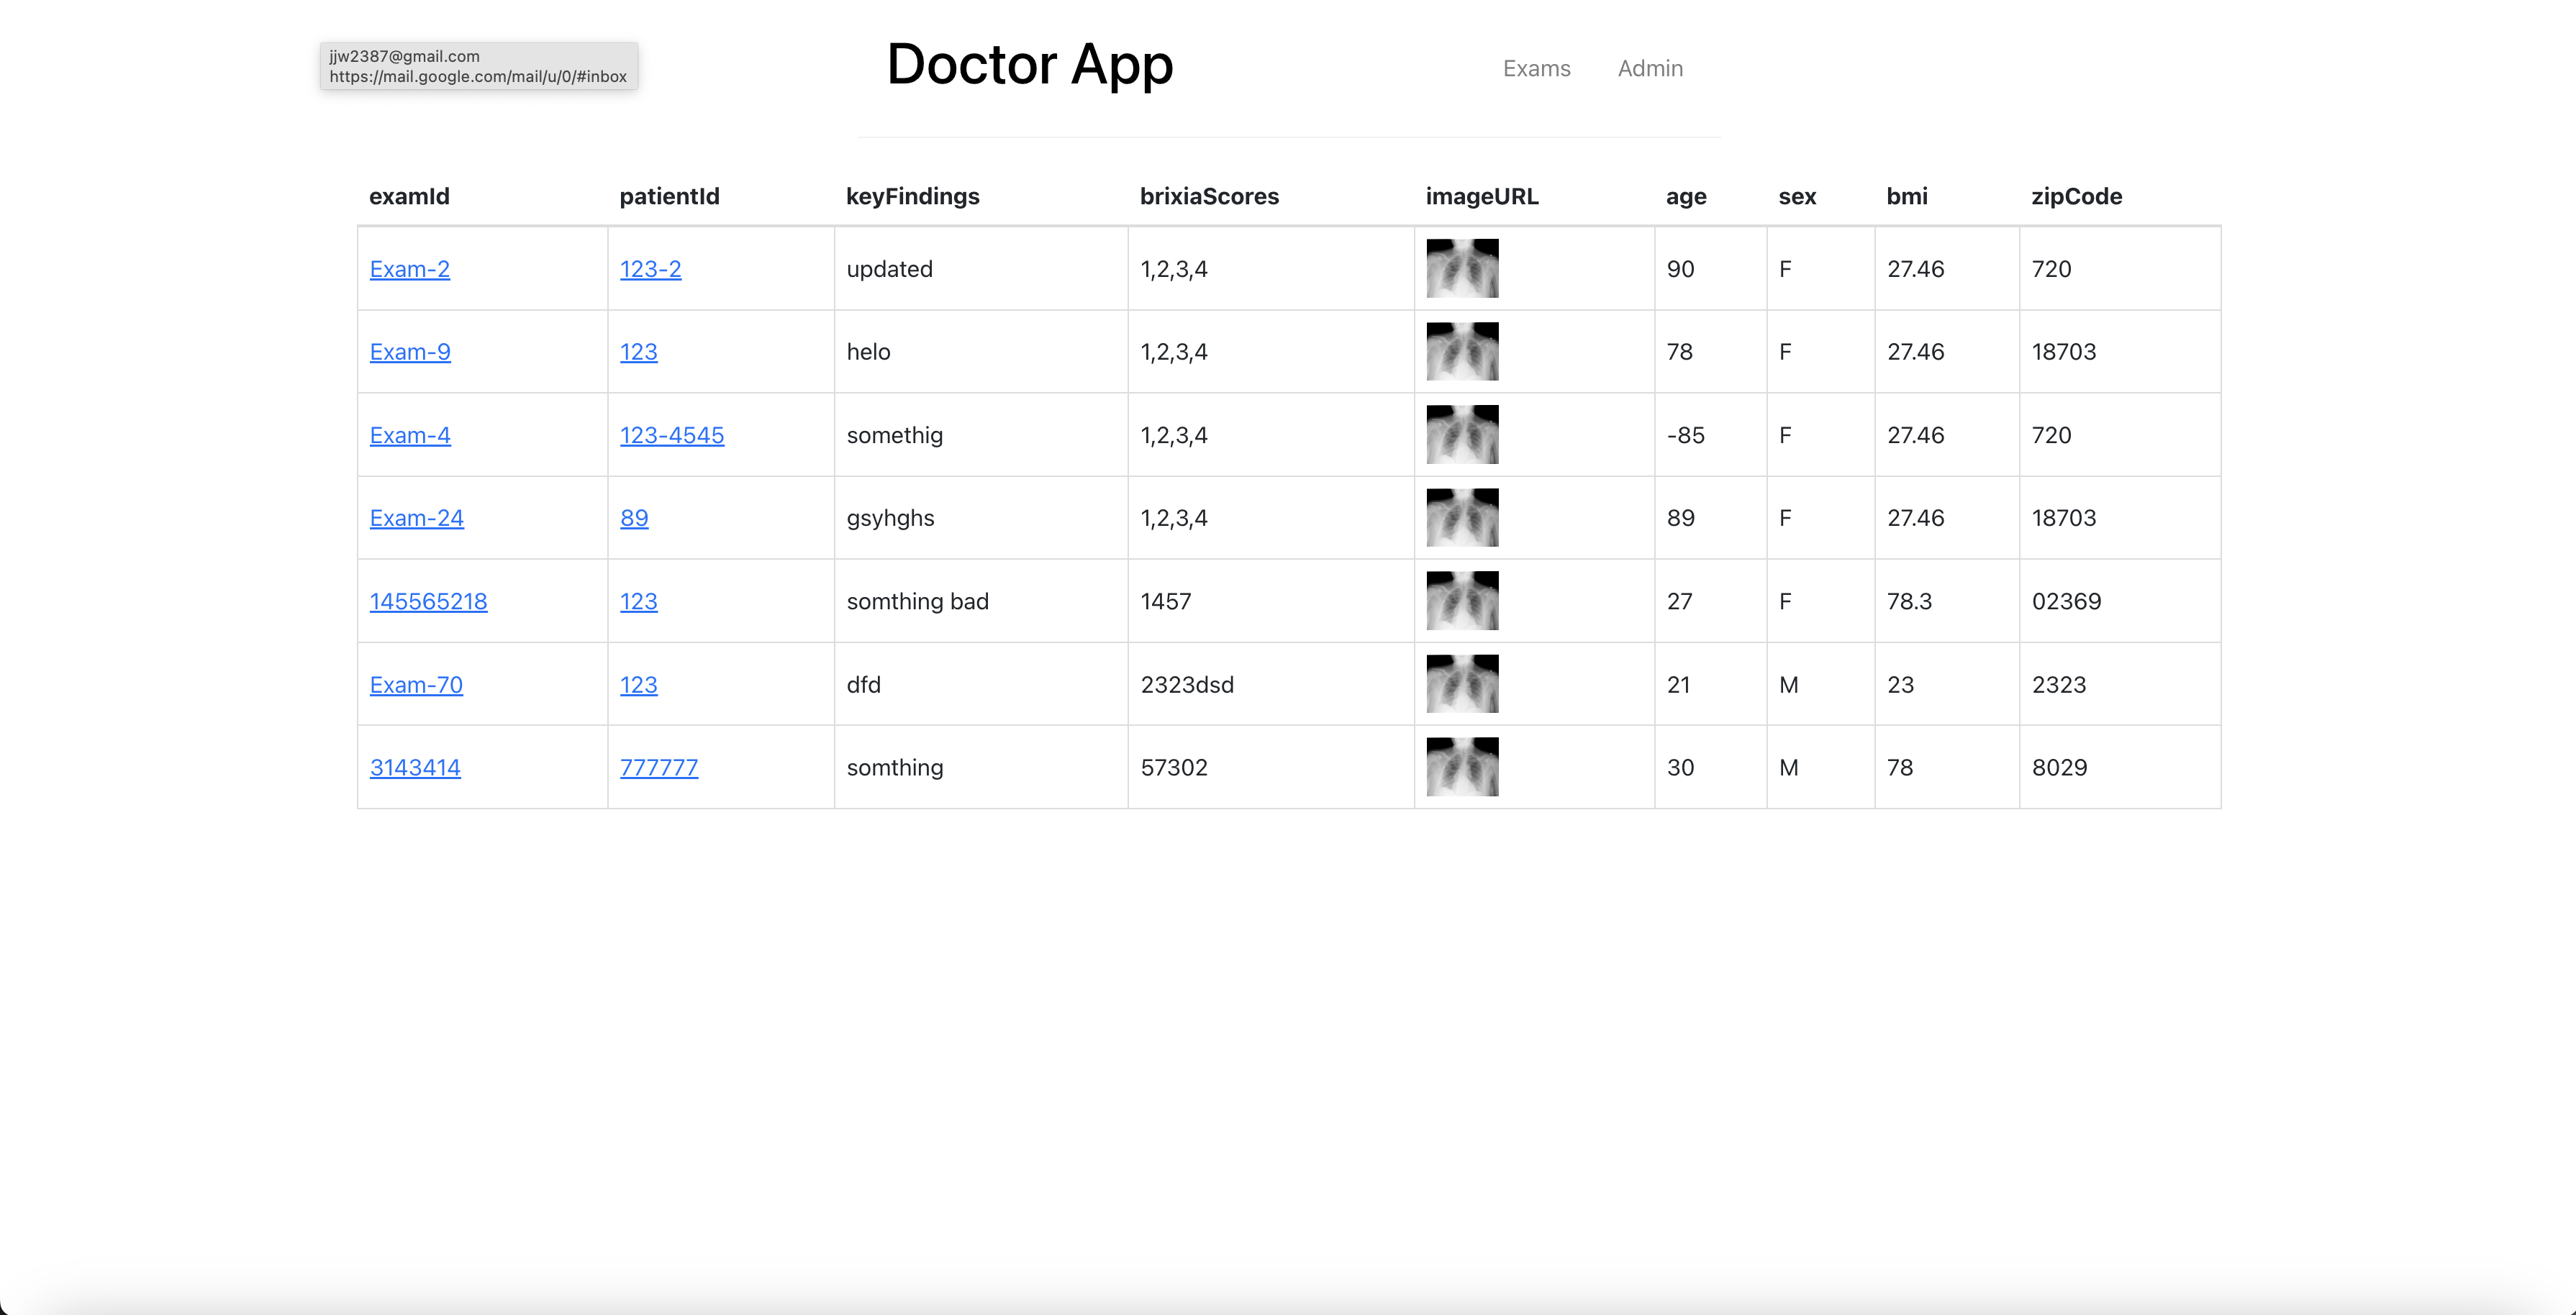 jjw2387@gmail.com
https://mail.google.com/mail/u/0/#inbox
Doctor App
Exams Admin
examId patientId keyFindings brixiaScores imageURL age sex bmi zipCode
Exam-2 123-2 updated 1,2,3,4 90 F 27.46 720
Exam-9 123 helo 1,2,3,4 78 F 27.46 18703
Exam-4 123-4545 somethig 1,2,3,4 -85 F 27.46 720
Exam-24 89 gsyhghs 1,2,3,4 89 F 27.46 18703
145565218 123 somthing bad 1457 27 F 78.3 02369
Exam-70 123 dfd 2323dsd 21 M 23 2323
3143414 777777 somthing 57302 30 M 78 8029